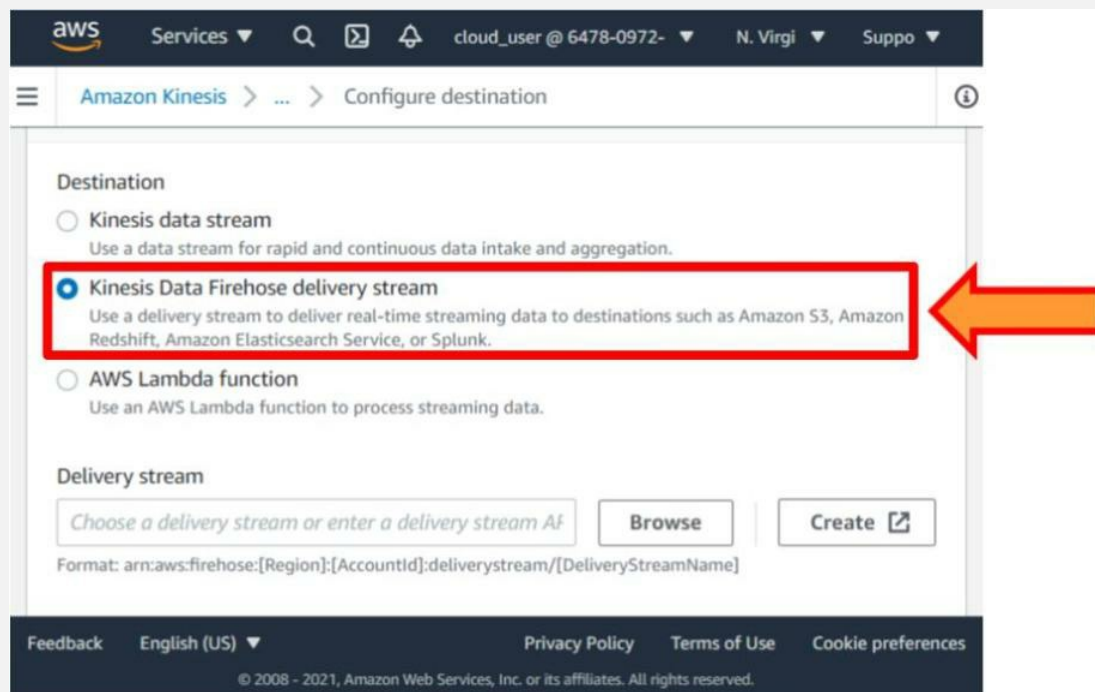 aws Services ▼ cloud_user @ 6478-0972- ▼ N. Virgi ▼ Suppo ▼
Amazon Kinesis > ... > Configure destination
Destination
Kinesis data stream
Use a data stream for rapid and continuous data intake and aggregation.
Kinesis Data Firehose delivery stream
Use a delivery stream to deliver real-time streaming data to destinations such as Amazon S3, Amazon
Redshift, Amazon Elasticsearch Service, or Splunk.
AWS Lambda function
Use an AWS Lambda function to process streaming data.
Delivery stream
Choose a delivery stream or enter a delivery stream AR Browse Create
Format: arn:aws:firehose:[Region]:[AccountId]:deliverystream/[DeliveryStreamName]
Feedback English (US) ▼ Privacy Policy Terms of Use Cookie preferences
© 2008 - 2021, Amazon Web Services, Inc. or its affiliates. All rights reserved.